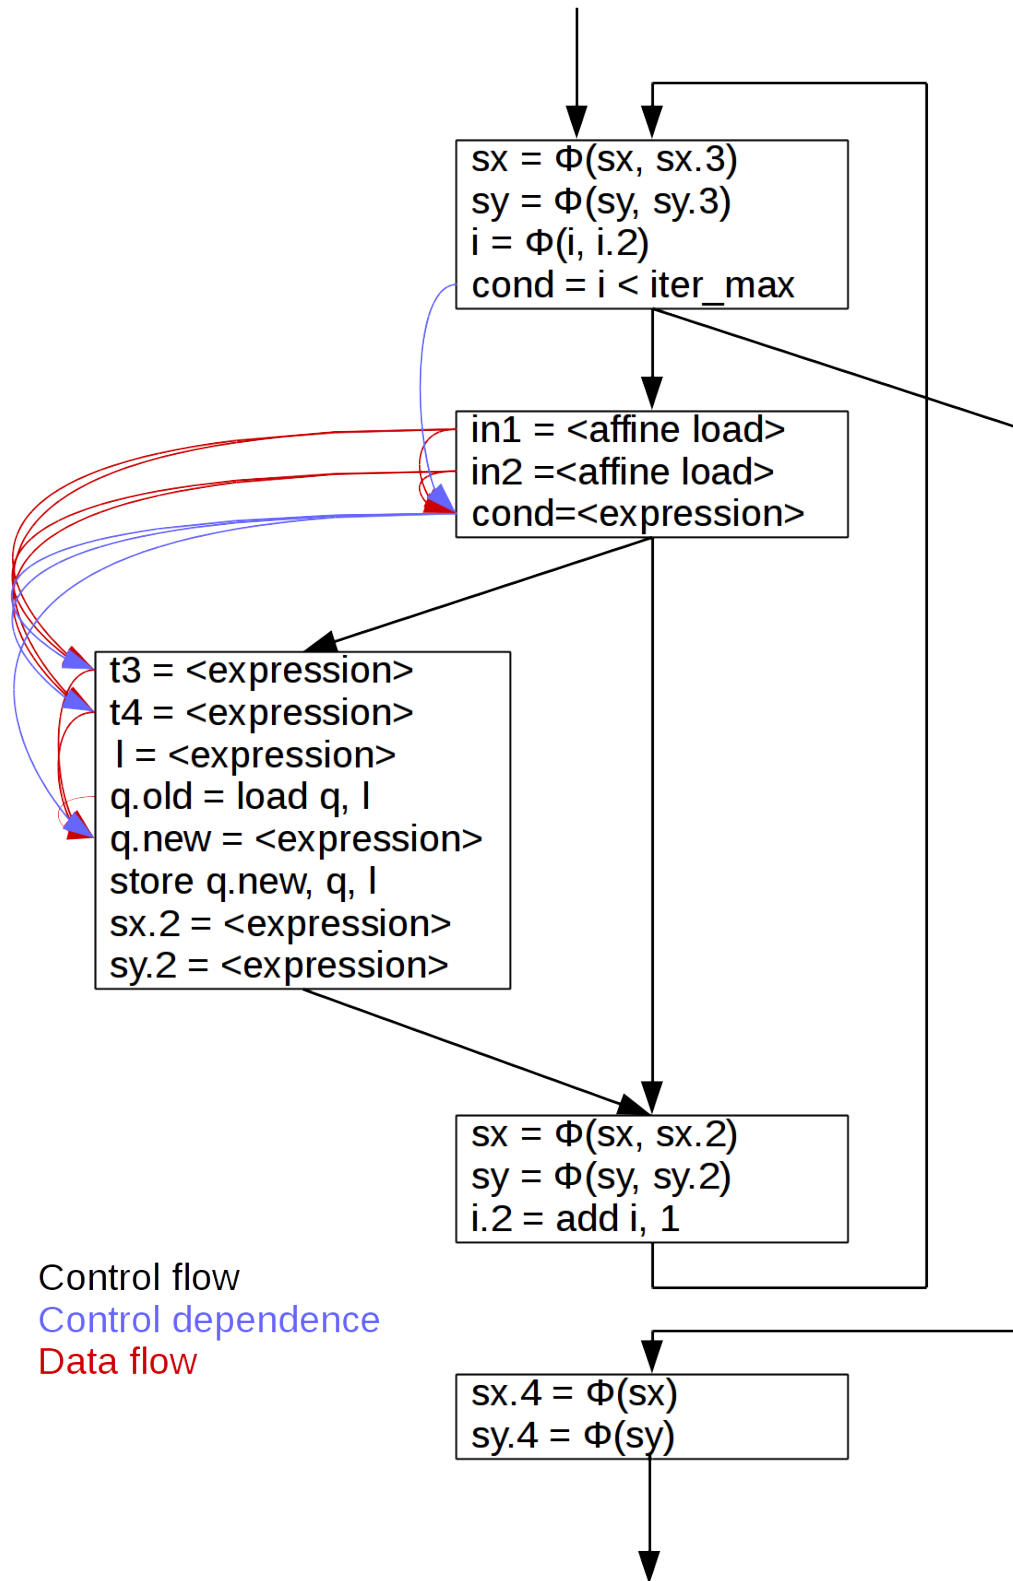 sx = Φ(sx, sx.3)
sy = Φ(sy, sy.3)
i = Φ(i, i.2)
cond = i < iter_max
in1 = <affine load>
in2 =<affine load>
cond=<expression>
t3 = <expression>
t4 = <expression>
l = <expression>
q.old = load q, l
q.new = <expression>
store q.new, q, l
sx.2 = <expression>
sy.2 = <expression>
sx = Φ(sx, sx.2)
sy = Φ(sy, sy.2)
i.2 = add i, 1
Control flow
Control dependence
Data flow
sx.4 = Φ(sx)
sy.4 = Φ(sy)